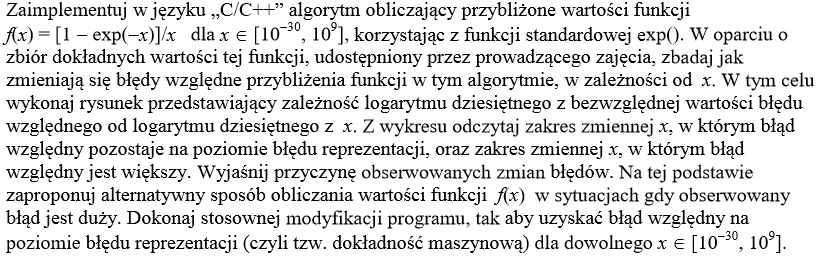 Zaimplementuj w języku „C/C++” algorytm obliczający przybliżone wartości funkcji
f(x) = [1 – exp(–x)]/x dla x ∈ [10⁻³⁰, 10⁹], korzystając z funkcji standardowej exp(). W oparciu o
zbiór dokładnych wartości tej funkcji, udostępniony przez prowadzącego zajęcia, zbadaj jak
zmieniają się błędy względne przybliżenia funkcji w tym algorytmie, w zależności od x. W tym celu
wykonaj rysunek przedstawiający zależność logarytmu dziesiętnego z bezwzględnej wartości błędu
względnego od logarytmu dziesiętnego z x. Z wykresu odczytaj zakres zmiennej x, w którym błąd
względny pozostaje na poziomie błędu reprezentacji, oraz zakres zmiennej x, w którym błąd
względny jest większy. Wyjaśnij przyczynę obserwowanych zmian błędów. Na tej podstawie
zaproponuj alternatywny sposób obliczania wartości funkcji f(x) w sytuacjach gdy obserwowany
błąd jest duży. Dokonaj stosownej modyfikacji programu, tak aby uzyskać błąd względny na
poziomie błędu reprezentacji (czyli tzw. dokładność maszynową) dla dowolnego x ∈ [10⁻³⁰, 10⁹].